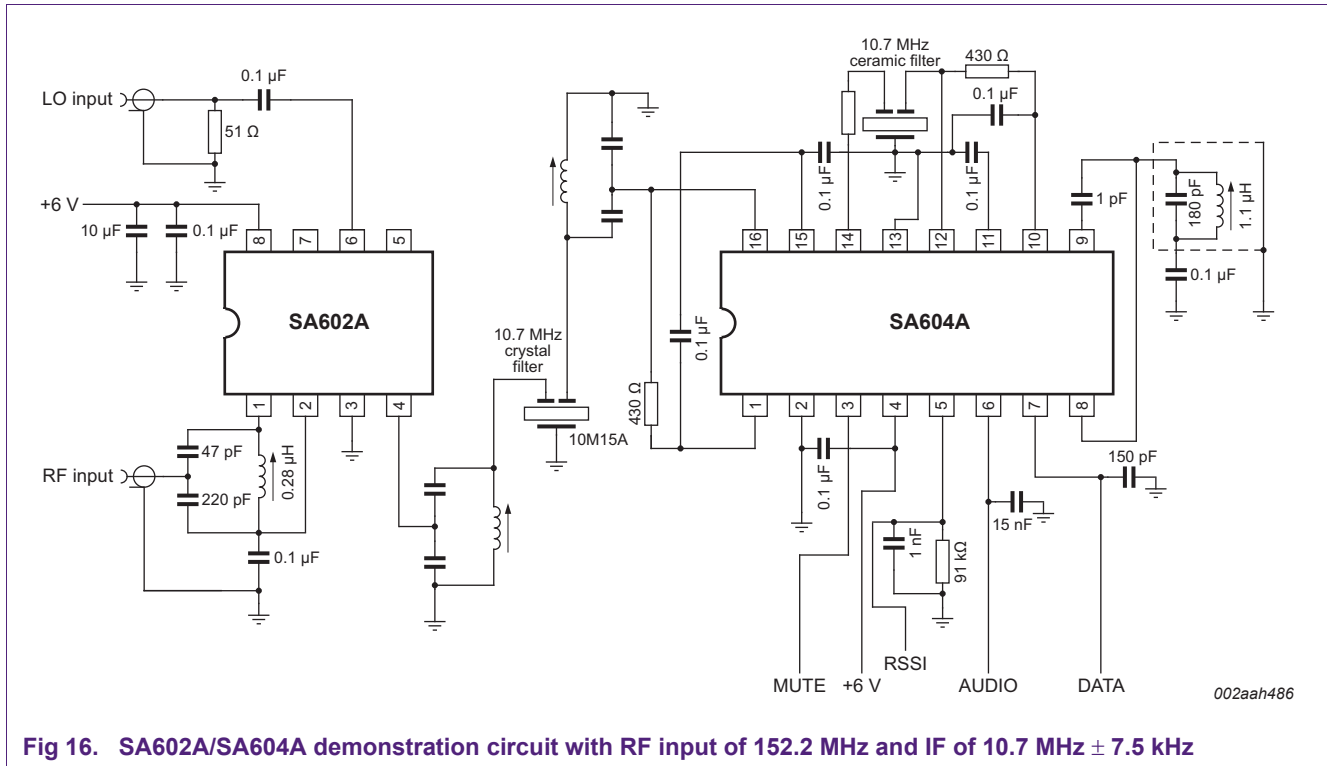 LO input
0.1 µF
51 Ω
+6 V
10 µF
0.1 µF
8
7
6
5
SA602A
1
2
3
4
RF input
47 pF
220 pF
0.28 µH
0.1 µF
10.7 MHz
crystal
filter
10M15A
430 Ω
0.1 µF
10.7 MHz
ceramic filter
430 Ω
0.1 µF
0.1 µF
0.1 µF
16
15
14
13
12
11
10
9
SA604A
1
2
3
4
5
6
7
8
1 pF
180 pF
1.1 µH
0.1 µF
0.1 µF
1 nF
91 kΩ
15 nF
150 pF
MUTE
+6 V
RSSI
AUDIO
DATA
002aah486
Fig 16. SA602A/SA604A demonstration circuit with RF input of 152.2 MHz and IF of 10.7 MHz ± 7.5 kHz